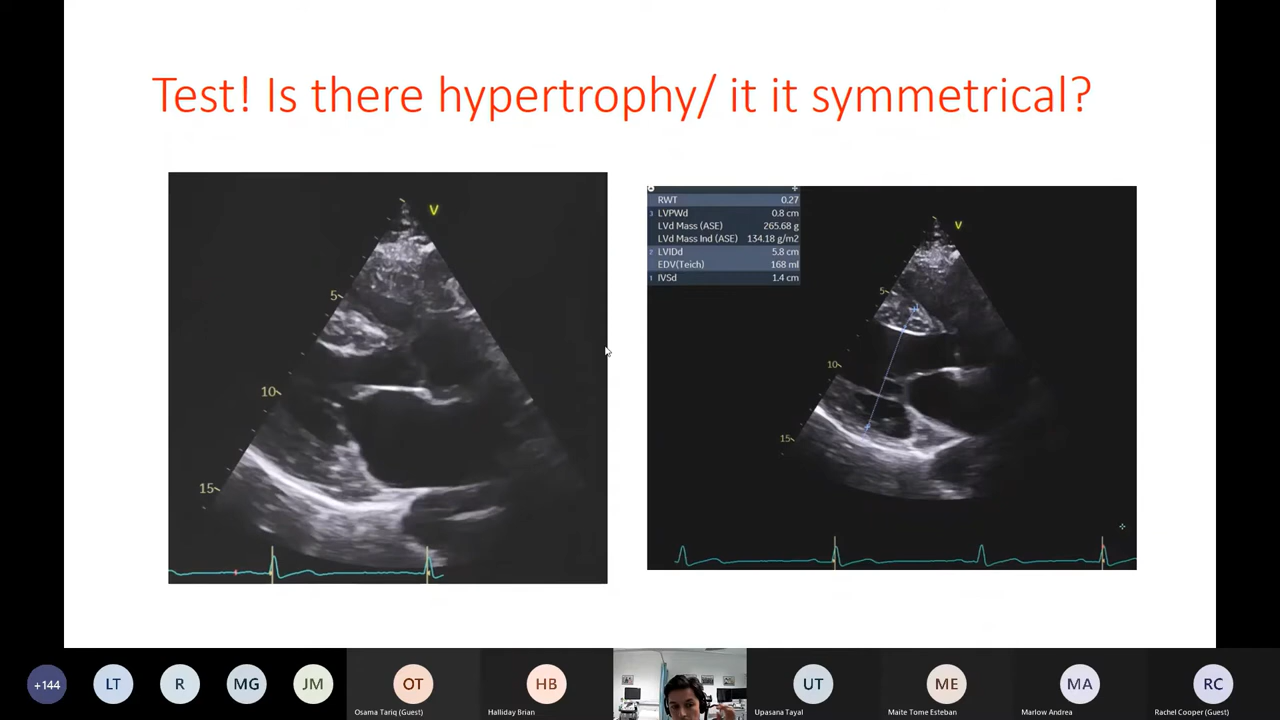 Test! Is there hypertrophy/ it it symmetrical?
V
5
10
15
RWT 0.27
3 LVPWd 0.8 cm
LVd Mass (ASE) 265.68 g
LVd Mass Ind (ASE) 134.18 g/m2
2 LVIDd 5.8 cm
EDV(Teich) 168 ml
1 IVSd 1.4 cm
V
5
10
15
+144
LT
R
MG
JM
OT
HB
UT
ME
MA
RC
Osama Tariq (Guest)
Halliday Brian
Upasana Tayal
Maite Tome Esteban
Marlow Andrea
Rachel Cooper (Guest)